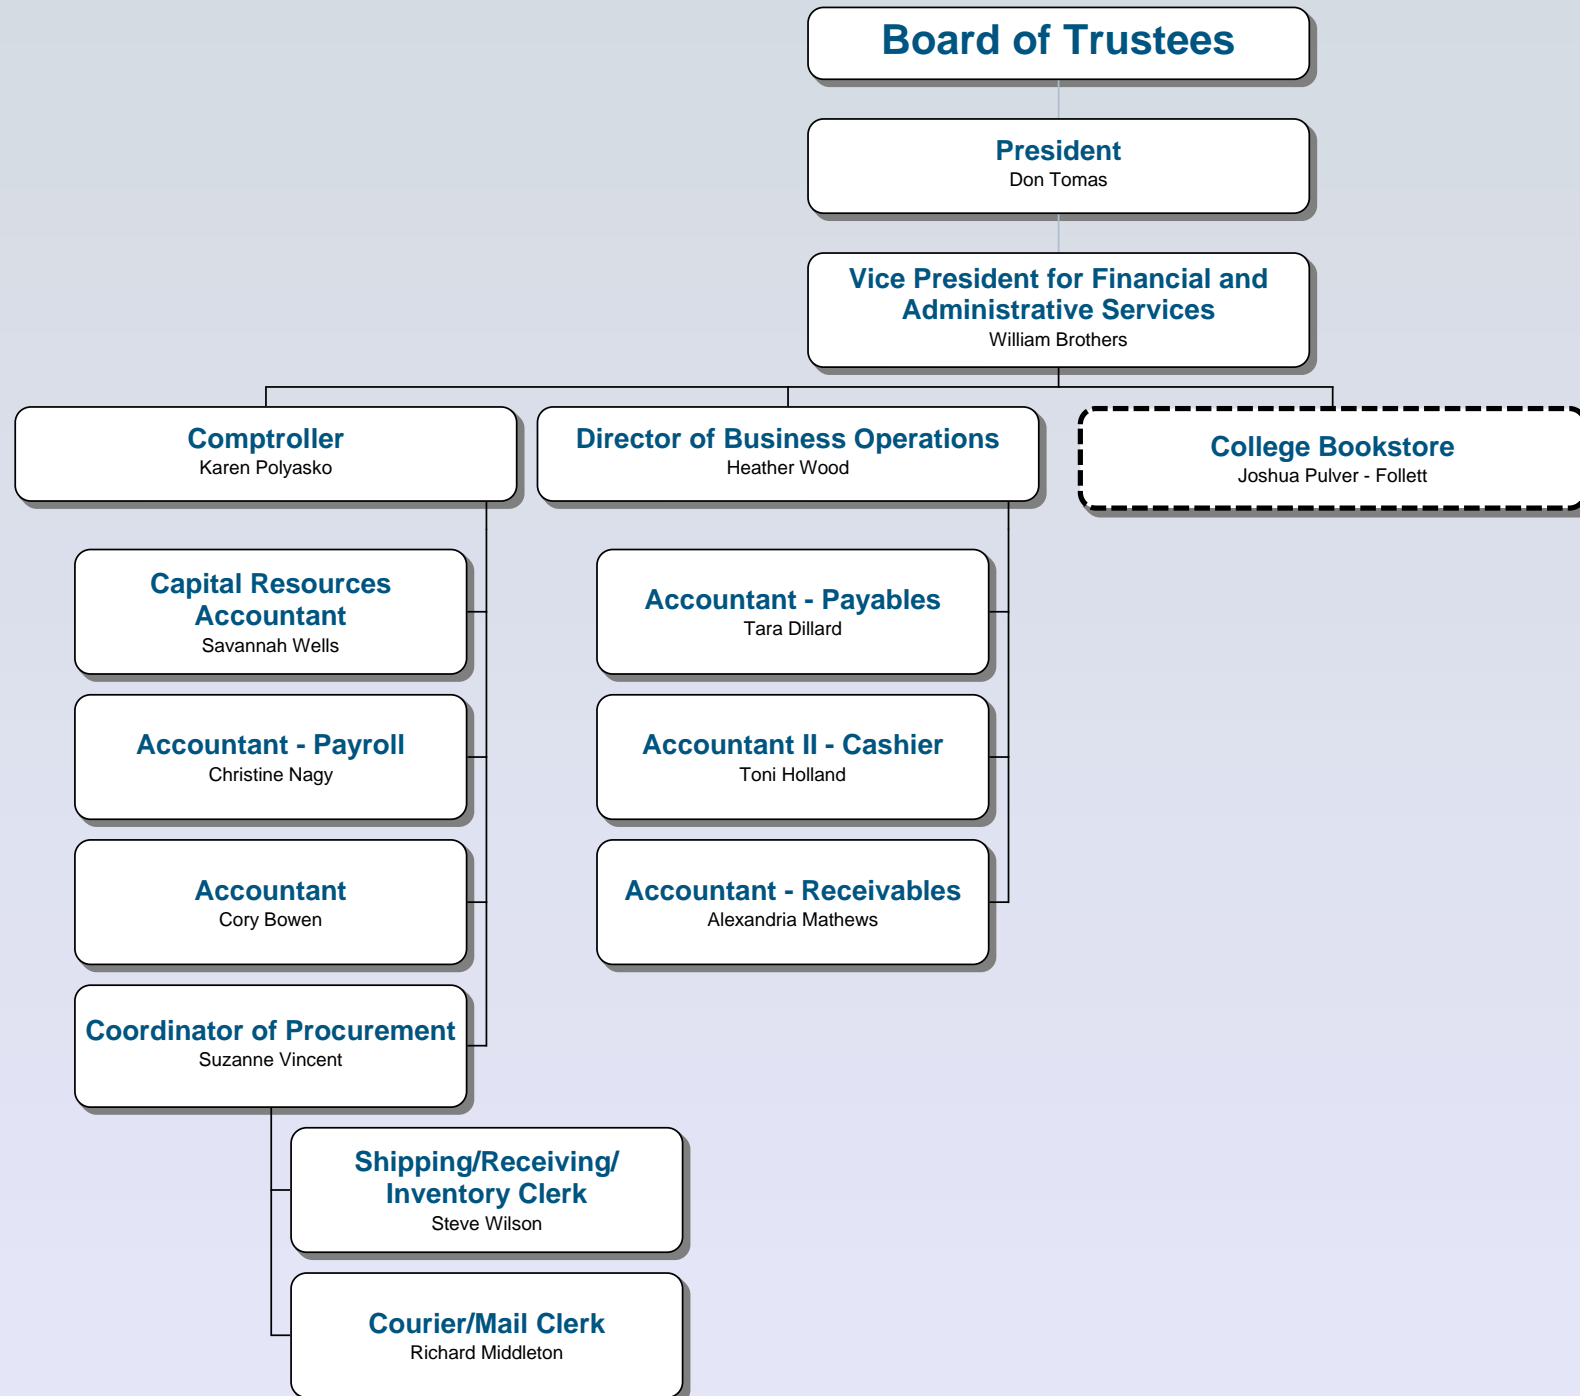 Board of Trustees
President
Don Tomas
Vice President for Financial and
Administrative Services
William Brothers
Comptroller
Karen Polyasko
Director of Business Operations
Heather Wood
College Bookstore
Joshua Pulver - Follett
Capital Resources
Accountant
Savannah Wells
Accountant - Payroll
Christine Nagy
Accountant
Cory Bowen
Coordinator of Procurement
Suzanne Vincent
Shipping/Receiving/
Inventory Clerk
Steve Wilson
Courier/Mail Clerk
Richard Middleton
Accountant - Payables
Tara Dillard
Accountant II - Cashier
Toni Holland
Accountant - Receivables
Alexandria Mathews